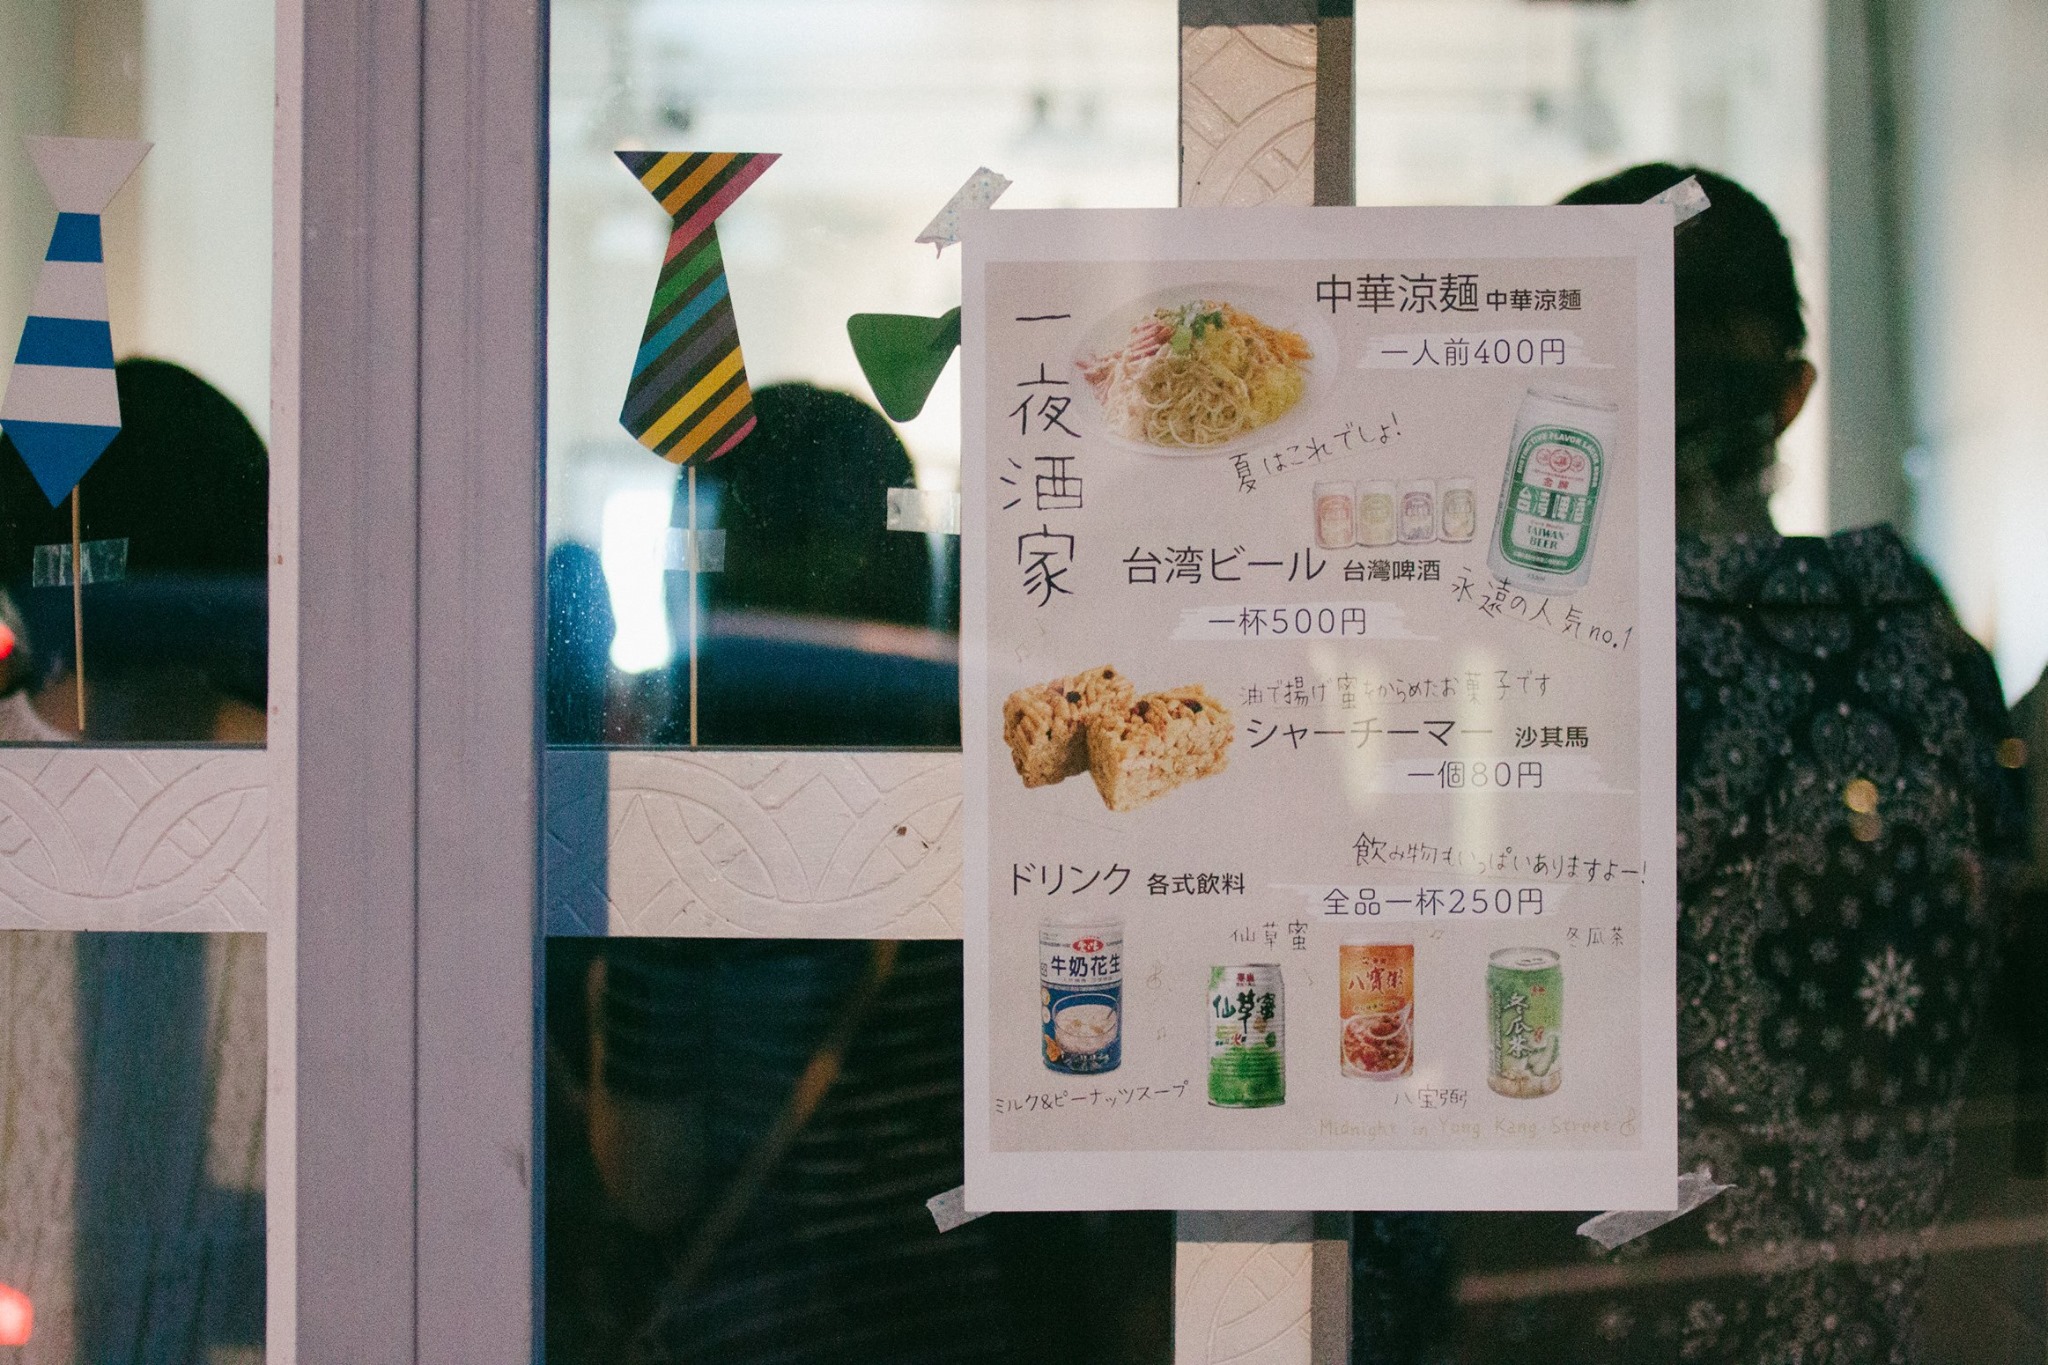 一夜酒家
中華涼麺 中華涼麵
一人前400円
夏はこれでしょ!
DISTINCTIVE FLAVOR LAGER BEER
金牌
台灣啤酒
TAIWAN
BEER
台湾ビール 台灣啤酒
永遠の人気no.1
一杯500円
油で揚げ蜜をからめたお菓子です
シャーチーマー 沙其馬
一個80円
飲み物もいっぱいありますよー!
ドリンク 各式飲料
全品一杯250円
仙草蜜
冬瓜茶
牛奶花生
仙草蜜
八寶粥
冬瓜茶
ミルク&ピーナッツスープ
八宝粥
Midnight in Yong Kang Street